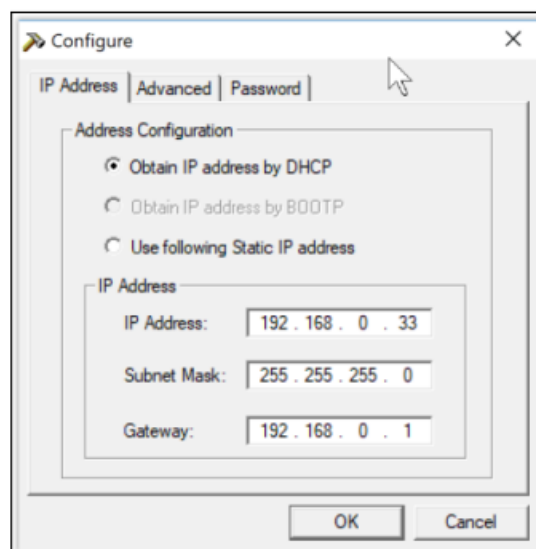 Configure
IP Address Advanced Password
Address Configuration
Obtain IP address by DHCP
Obtain IP address by BOOTP
Use following Static IP address
IP Address
IP Address: 192 . 168 . 0 . 33
Subnet Mask: 255 . 255 . 255 . 0
Gateway: 192 . 168 . 0 . 1
OK Cancel